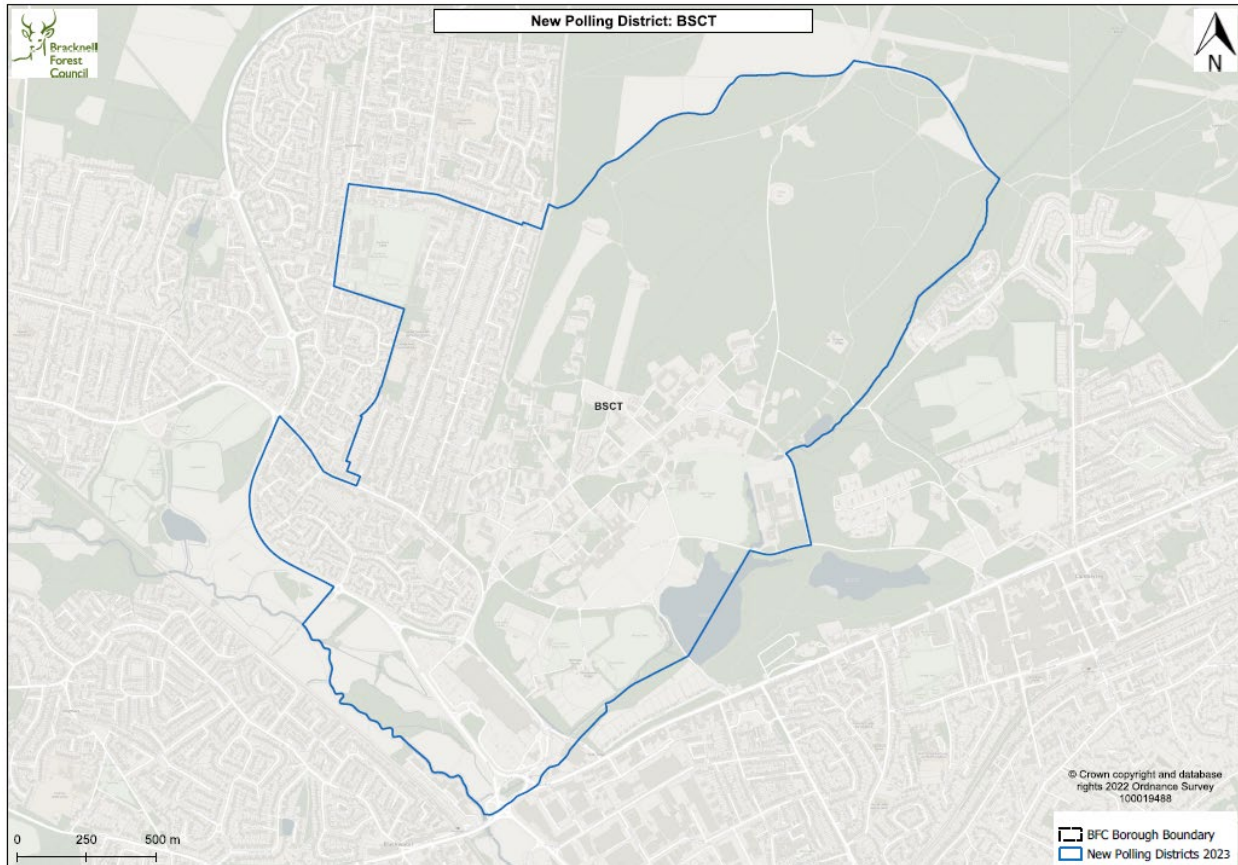 New Polling District: BSCT
Bracknell
Forest
Council
N
BSCT
© Crown copyright and database
rights 2022 Ordnance Survey
100019488
BFC Borough Boundary
New Polling Districts 2023
0 250 500 m